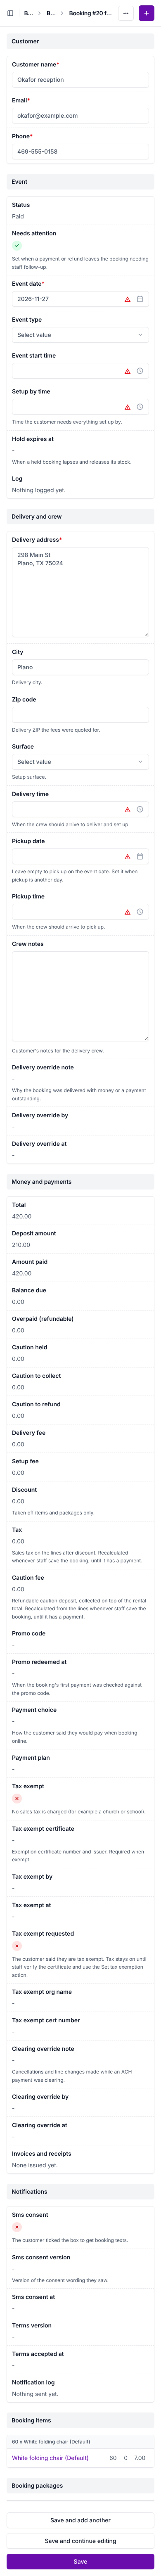 B...
B...
Booking #20 f...
Customer
Customer name*
Okafor reception
Email*
okafor@example.com
Phone*
469-555-0158
Event
Status
Paid
Needs attention
Set when a payment or refund leaves the booking needing
staff follow-up.
Event date*
2026-11-27
Event type
Select value
Event start time
Setup by time
Time the customer needs everything set up by.
Hold expires at
-
When a held booking lapses and releases its stock.
Log
Nothing logged yet.
Delivery and crew
Delivery address*
298 Main St
Plano, TX 75024
City
Plano
Delivery city.
Zip code
Delivery ZIP the fees were quoted for.
Surface
Select value
Setup surface.
Delivery time
When the crew should arrive to deliver and set up.
Pickup date
Leave empty to pick up on the event date. Set it when
pickup is another day.
Pickup time
When the crew should arrive to pick up.
Crew notes
Customer's notes for the delivery crew.
Delivery override note
-
Why the booking was delivered with money or a payment
outstanding.
Delivery override by
-
Delivery override at
-
Money and payments
Total
420.00
Deposit amount
210.00
Amount paid
420.00
Balance due
0.00
Overpaid (refundable)
0.00
Caution held
0.00
Caution to collect
0.00
Caution to refund
0.00
Delivery fee
0.00
Setup fee
0.00
Discount
0.00
Taken off items and packages only.
Tax
0.00
Sales tax on the lines after discount. Recalculated
whenever staff save the booking, until it has a payment.
Caution fee
0.00
Refundable caution deposit, collected on top of the rental
total. Recalculated from the lines whenever staff save the
booking, until it has a payment.
Promo code
-
Promo redeemed at
-
When the booking's first payment was checked against
the promo code.
Payment choice
-
How the customer said they would pay when booking
online.
Payment plan
-
Tax exempt
No sales tax is charged (for example a church or school).
Tax exempt certificate
-
Exemption certificate number and issuer. Required when
exempt.
Tax exempt by
-
Tax exempt at
-
Tax exempt requested
The customer said they are tax exempt. Tax stays on until
staff verify the certificate and use the Set tax exemption
action.
Tax exempt org name
-
Tax exempt cert number
-
Clearing override note
-
Cancellations and line changes made while an ACH
payment was clearing.
Clearing override by
-
Clearing override at
-
Invoices and receipts
None issued yet.
Notifications
Sms consent
The customer ticked the box to get booking texts.
Sms consent version
-
Version of the consent wording they saw.
Sms consent at
-
Terms version
-
Terms accepted at
-
Notification log
Nothing sent yet.
Booking items
60 x White folding chair (Default)
White folding chair (Default) 60 0 7.00
Booking packages
Save and add another
Save and continue editing
Save